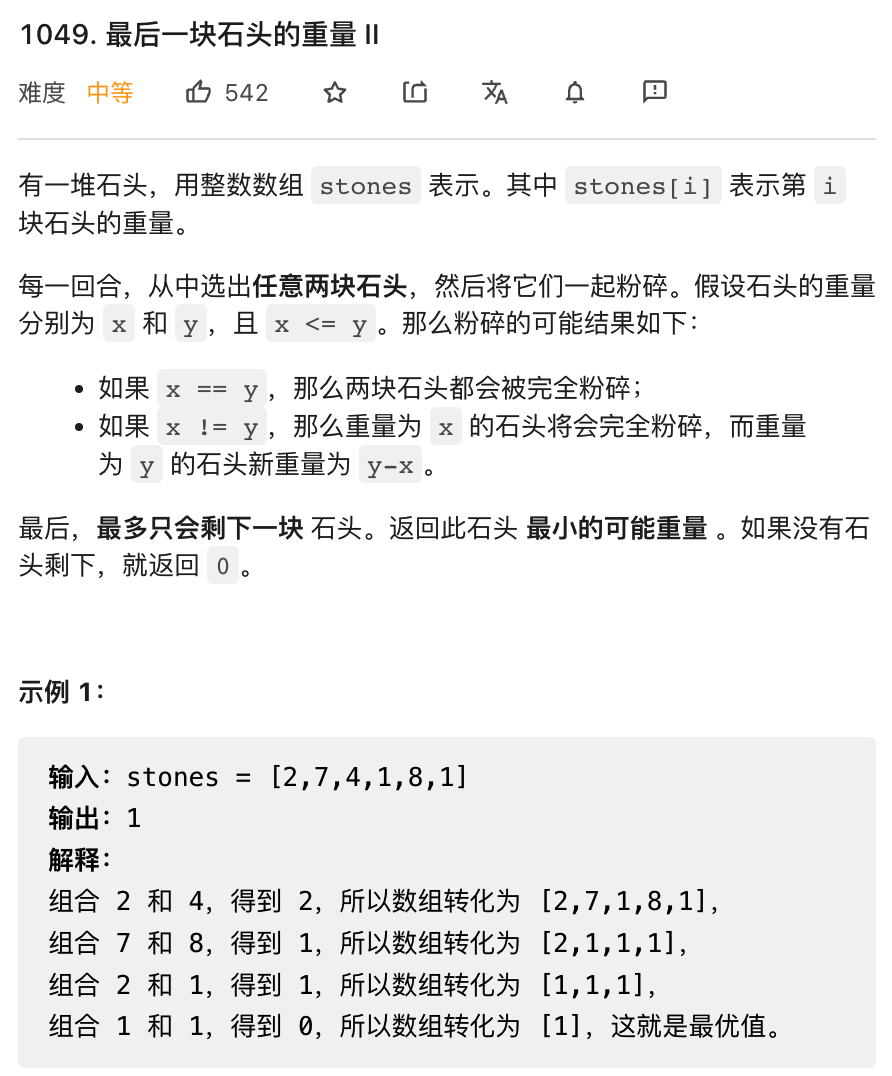 1049. 最后一块石头的重量 II
难度 中等 542
有一堆石头，用整数数组 stones 表示。其中 stones[i] 表示第 i
块石头的重量。
每一回合，从中选出任意两块石头，然后将它们一起粉碎。假设石头的重量
分别为 x 和 y，且 x <= y。那么粉碎的可能结果如下：
• 如果 x == y，那么两块石头都会被完全粉碎；
• 如果 x != y，那么重量为 x 的石头将会完全粉碎，而重量
为 y 的石头新重量为 y-x。
最后，最多只会剩下一块 石头。返回此石头 最小的可能重量 。如果没有石
头剩下，就返回 0。
示例 1：
输入：stones = [2,7,4,1,8,1]
输出：1
解释：
组合 2 和 4，得到 2，所以数组转化为 [2,7,1,8,1]，
组合 7 和 8，得到 1，所以数组转化为 [2,1,1,1]，
组合 2 和 1，得到 1，所以数组转化为 [1,1,1]，
组合 1 和 1，得到 0，所以数组转化为 [1]，这就是最优值。